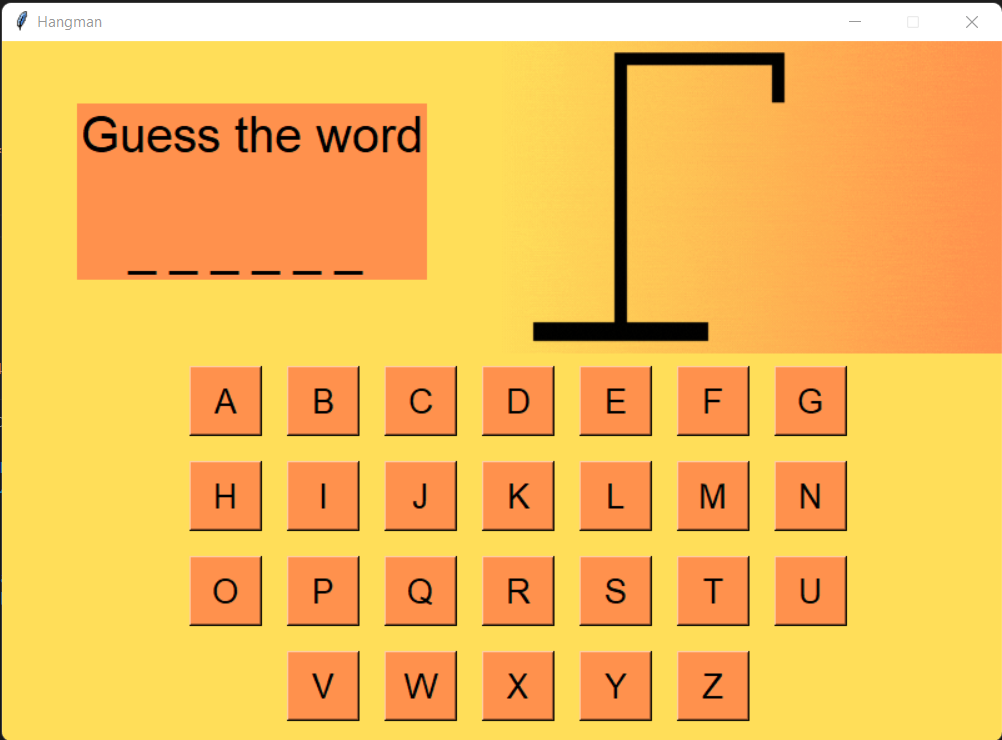 Hangman
Guess the word
_ _ _ _ _ _
A B C D E F G
H I J K L M N
O P Q R S T U
V W X Y Z